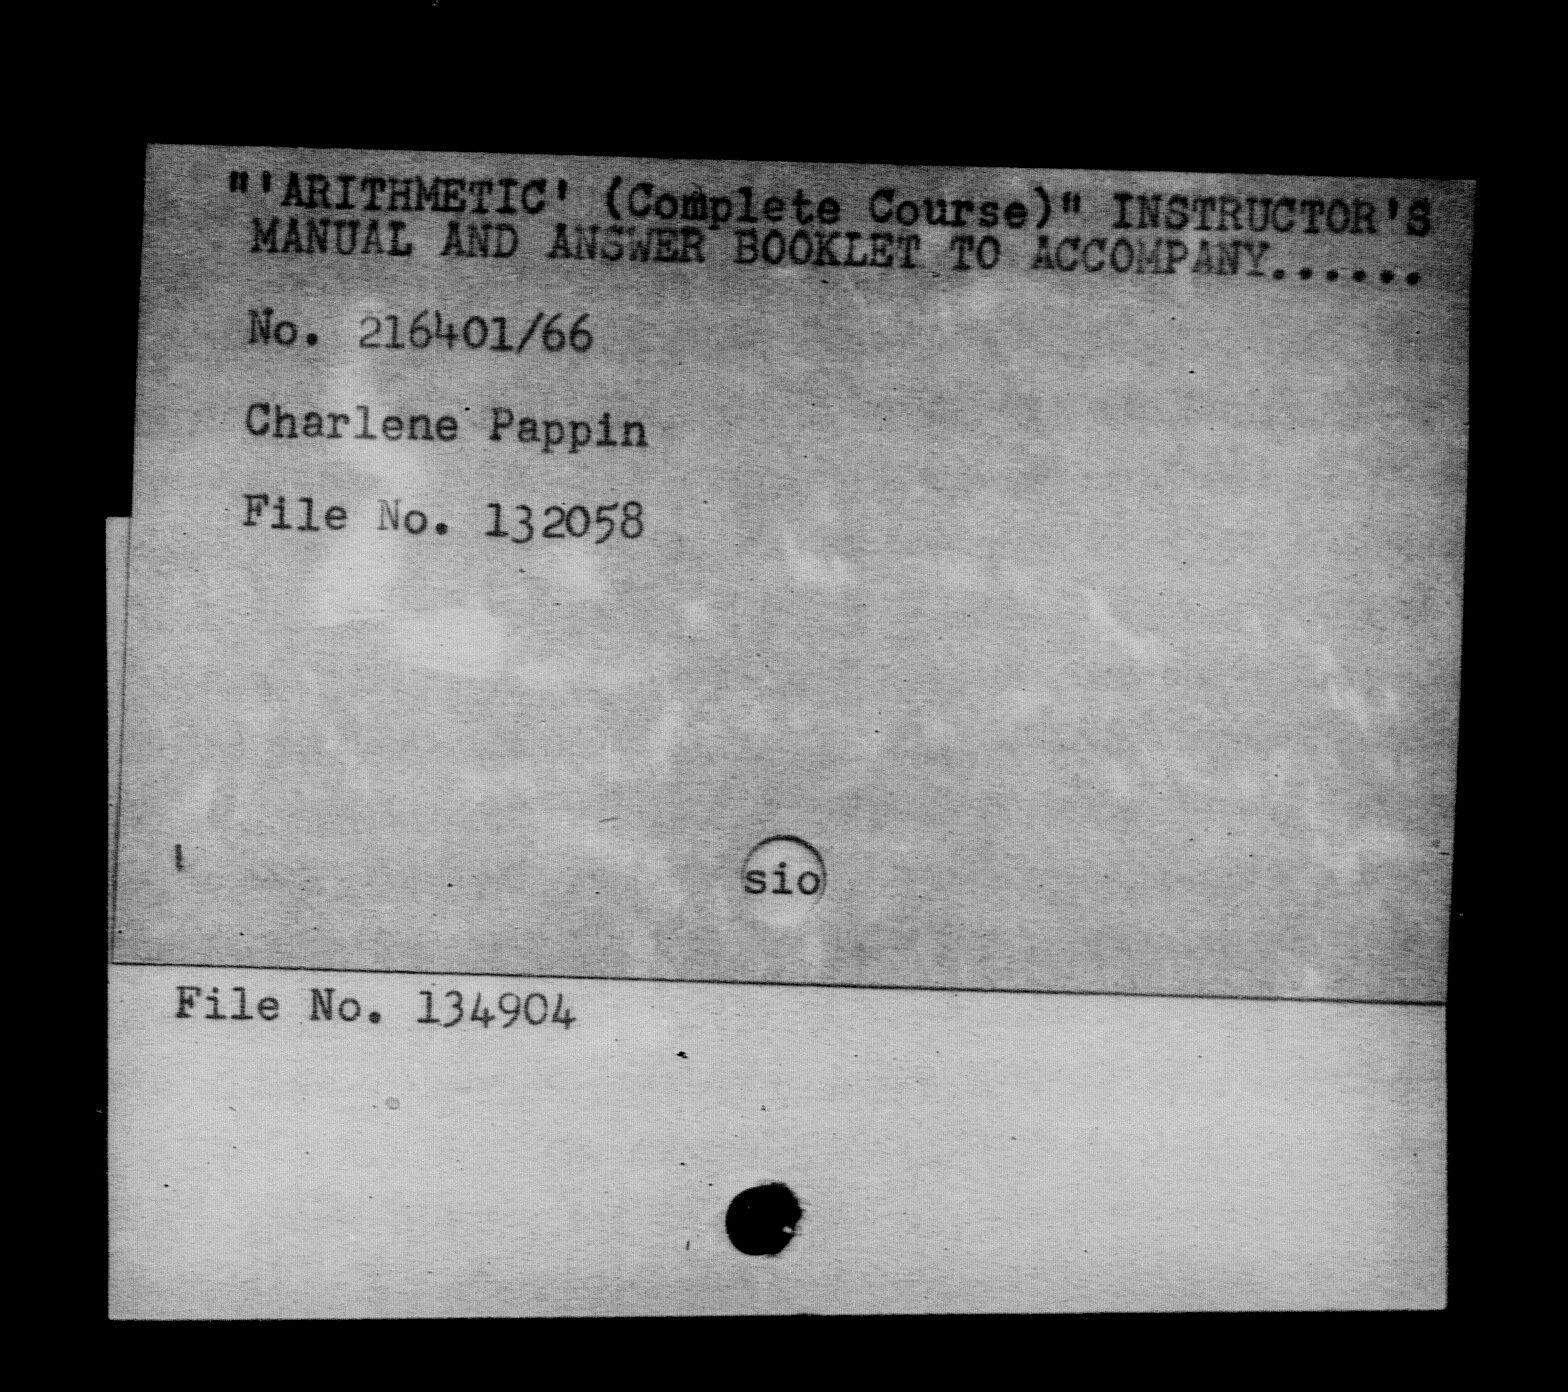 "'ARITHMETIC' (Complete Course)" INSTRUCTOR'S
MANUAL AND ANSWER BOOKLET TO ACCOMPANY......
No. 216401/66
Charlene Pappin
File No. 132058
sio
File No. 134904